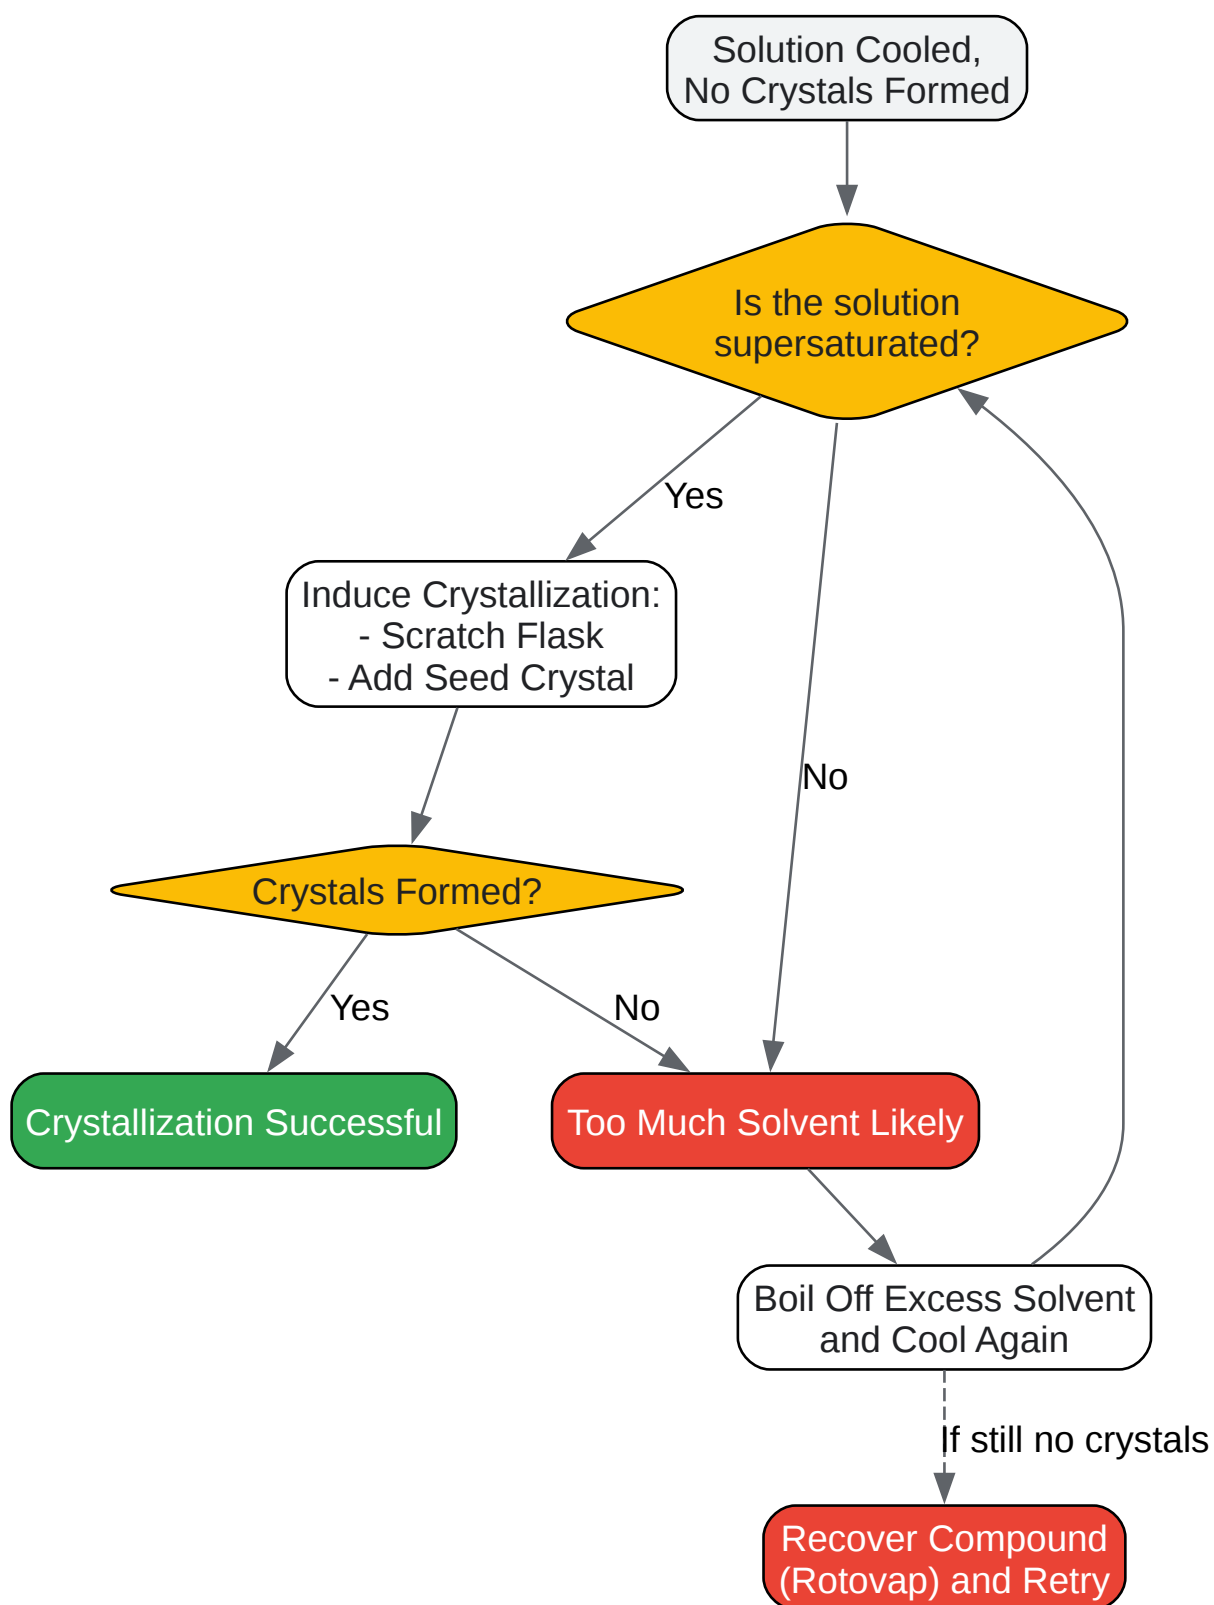 Solution Cooled,
No Crystals Formed
Is the solution
supersaturated?
Yes
Induce Crystallization:
- Scratch Flask
- Add Seed Crystal
No
Crystals Formed?
Yes
No
Crystallization Successful
Too Much Solvent Likely
Boil Off Excess Solvent
and Cool Again
If still no crystals
Recover Compound
(Rotovap) and Retry